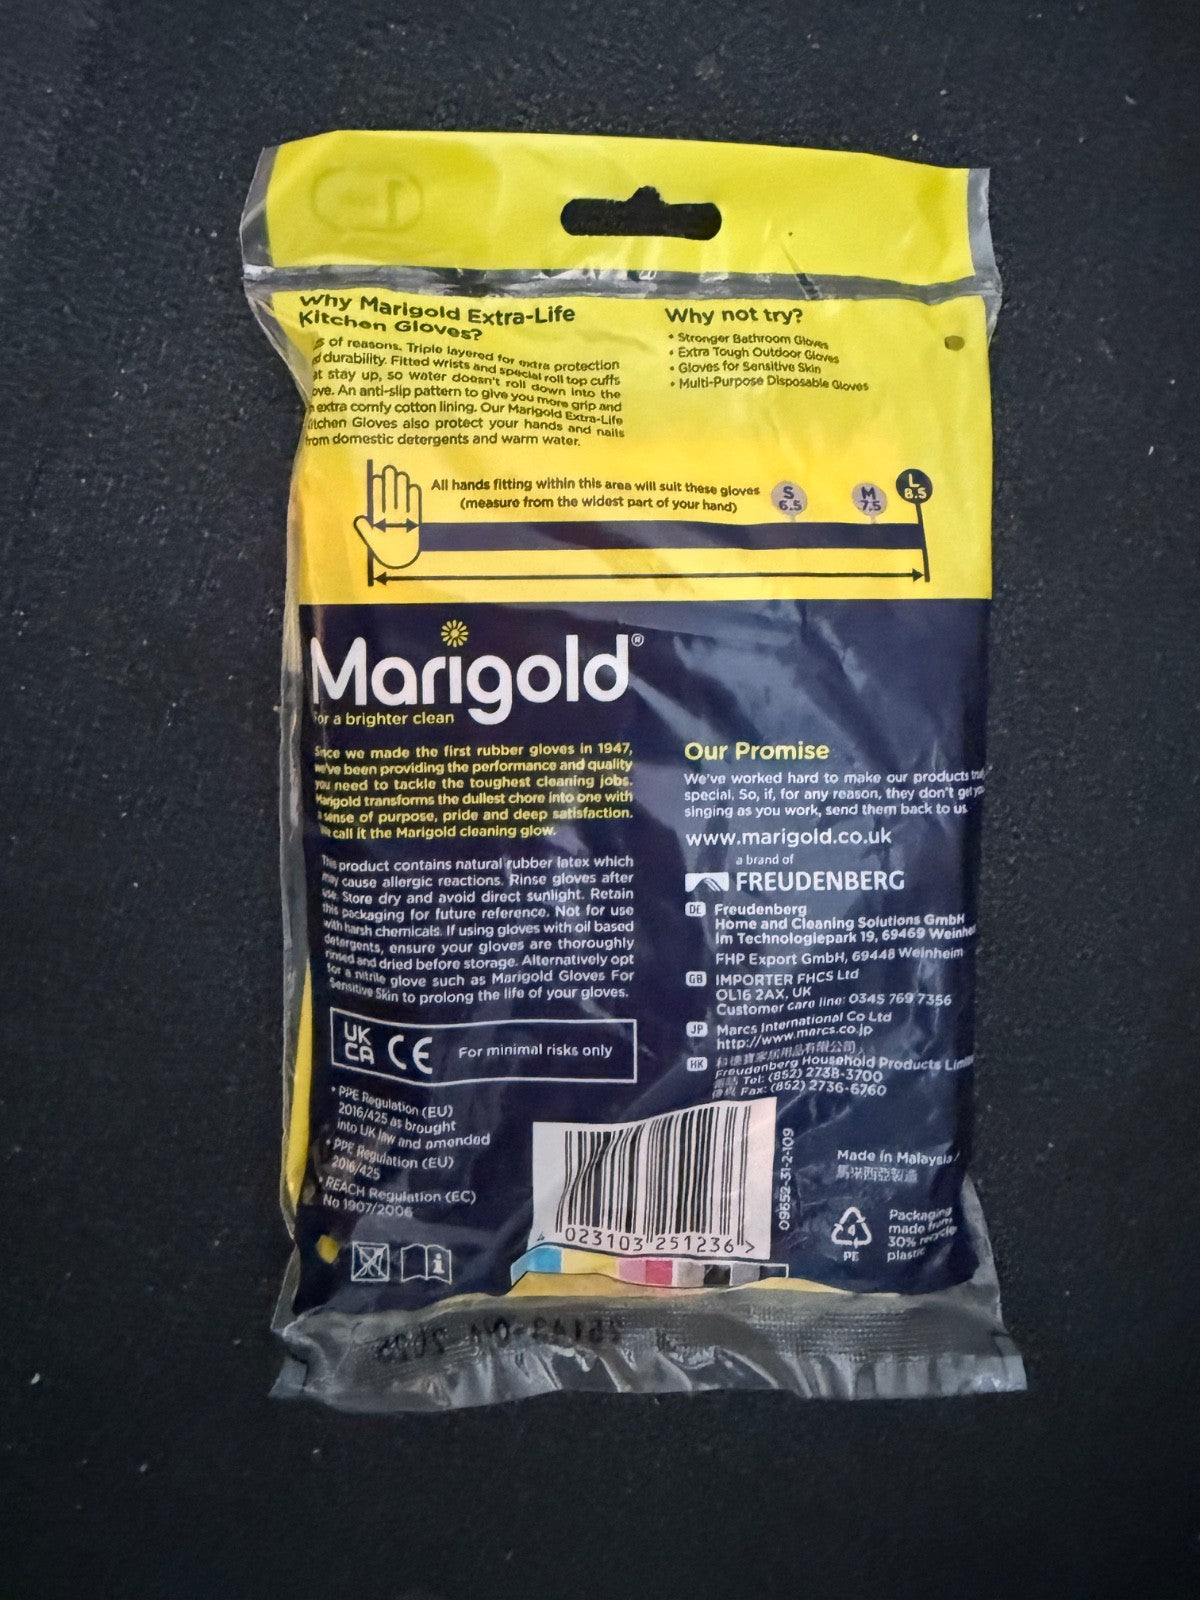 Why Marigold Extra-Life
Kitchen Gloves?
of reasons. Triple layered for extra protection
durability. Fitted wrists and special roll top cuffs
stay up, so water doesn't roll down into the
An anti-slip pattern to give you more grip and
extra comfy cotton lining. Our Marigold Extra-Life
Kitchen Gloves also protect your hands and nails
from domestic detergents and warm water.
Why not try?
• Stronger Bathroom Gloves
• Extra Tough Outdoor Gloves
• Gloves for Sensitive Skin
• Multi-Purpose Disposable Gloves
All hands fitting within this area will suit these gloves
(measure from the widest part of your hand)
S
6.5
M
7.5
L
8.5
Marigold®
For a brighter clean
Since we made the first rubber gloves in 1947,
we've been providing the performance and quality
you need to tackle the toughest cleaning jobs.
Marigold transforms the dullest chore into one with
a sense of purpose, pride and deep satisfaction.
We call it the Marigold cleaning glow.
This product contains natural rubber latex which
may cause allergic reactions. Rinse gloves after
use. Store dry and avoid direct sunlight. Retain
this packaging for future reference. Not for use
with harsh chemicals. If using gloves with oil based
detergents, ensure your gloves are thoroughly
rinsed and dried before storage. Alternatively opt
for a nitrile glove such as Marigold Gloves For
Sensitive Skin to prolong the life of your gloves.
UK
CA CE For minimal risks only
• PPE Regulation (EU)
2016/425 as brought
into UK law and amended
• PPE Regulation (EU)
2016/425
• REACH Regulation (EC)
No 1907/2006
Our Promise
We've worked hard to make our products truly
special. So, if, for any reason, they don't get you
singing as you work, send them back to us.
www.marigold.co.uk
a brand of
FREUDENBERG
DE Freudenberg
Home and Cleaning Solutions GmbH
Im Technologiepark 19, 69469 Weinhe
FHP Export GmbH, 69448 Weinheim
GB IMPORTER FHCS Ltd
OL16 2AX, UK
Customer care line: 0345 769 7356
JP Marcs International Co Ltd
http://www.marcs.co.jp
HK
Freudenberg Household Products Limi
Tel: (852) 2738-3700
Fax: (852) 2736-6760
4 023103 251236 >
09652-31-2-109
Made in Malaysia /
馬來西亞製造
4
PE
Packaging
made from
30% recycle
plastic